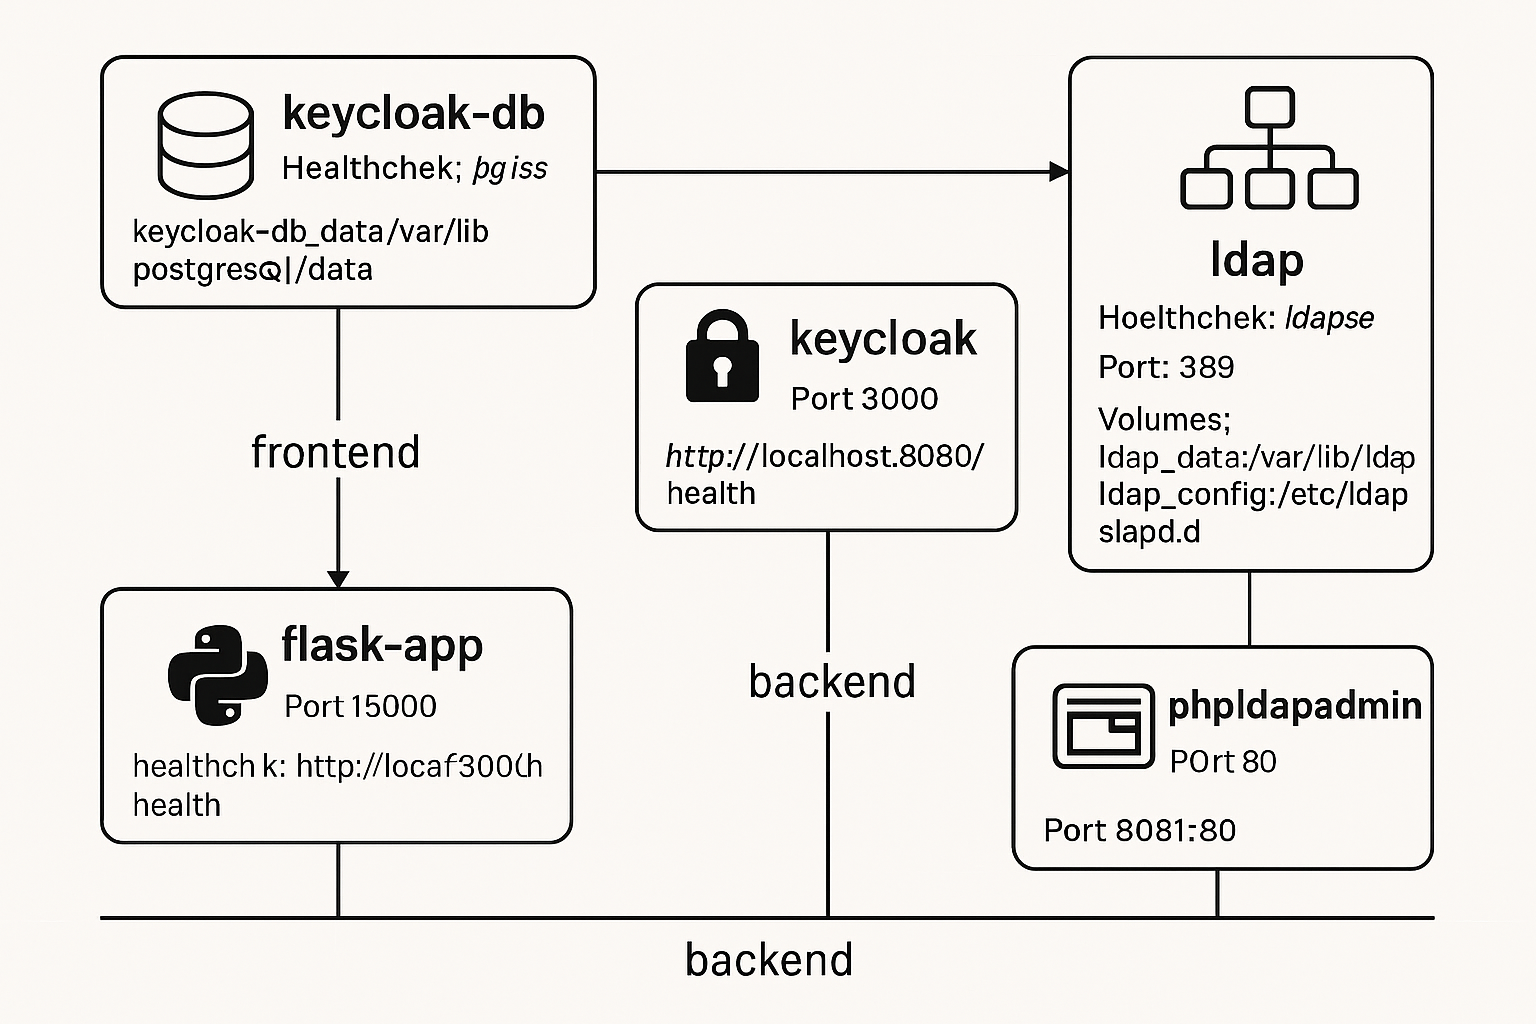 keycloak-db
Healthchek; pg iss
keycloak-db_data/var/lib
postgresQ|/data
ldap
Hoelthchek: ldapse
Port: 389
Volumes;
ldap_data:/var/lib/ldap
ldap_config:/etc/ldap
slapd.d
keycloak
Port 3000
http://localhost.8080/
health
frontend
flask-app
Port 15000
healthch k: http://locaf300(h
health
backend
phpldapadmin
POrt 80
Port 8081:80
backend